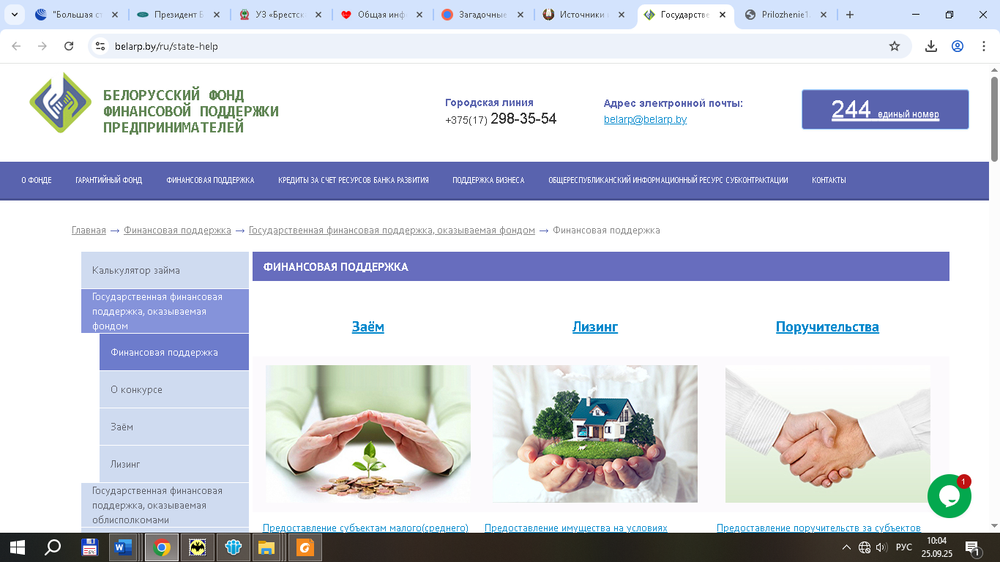 "Большая ст
Президент Б
УЗ «Брестск
Общая инф
Загадочные
Источники
Государстве
Prilozhenie1.
belarp.by/ru/state-help
БЕЛОРУССКИЙ ФОНД
ФИНАНСОВОЙ ПОДДЕРЖКИ
ПРЕДПРИНИМАТЕЛЕЙ
Городская линия
+375(17) 298-35-54
Адрес электронной почты:
belarp@belarp.by
244 единый номер
О ФОНДЕ
ГАРАНТИЙНЫЙ ФОНД
ФИНАНСОВАЯ ПОДДЕРЖКА
КРЕДИТЫ ЗА СЧЕТ РЕСУРСОВ БАНКА РАЗВИТИЯ
ПОДДЕРЖКА БИЗНЕСА
ОБЩЕРЕСПУБЛИКАНСКИЙ ИНФОРМАЦИОННЫЙ РЕСУРС СУБКОНТРАКТАЦИИ
КОНТАКТЫ
Главная → Финансовая поддержка → Государственная финансовая поддержка, оказываемая фондом → Финансовая поддержка
Калькулятор займа
Государственная финансовая
поддержка, оказываемая
фондом
Финансовая поддержка
О конкурсе
Заём
Лизинг
Государственная финансовая
поддержка, оказываемая
облисполкомами
ФИНАНСОВАЯ ПОДДЕРЖКА
Заём
Лизинг
Поручительства
Предоставление субъектам малого(среднего)
Предоставление имущества на условиях
Предоставление поручительств за субъектов
1
64
W
G
РУС
10:04
25.09.25
1